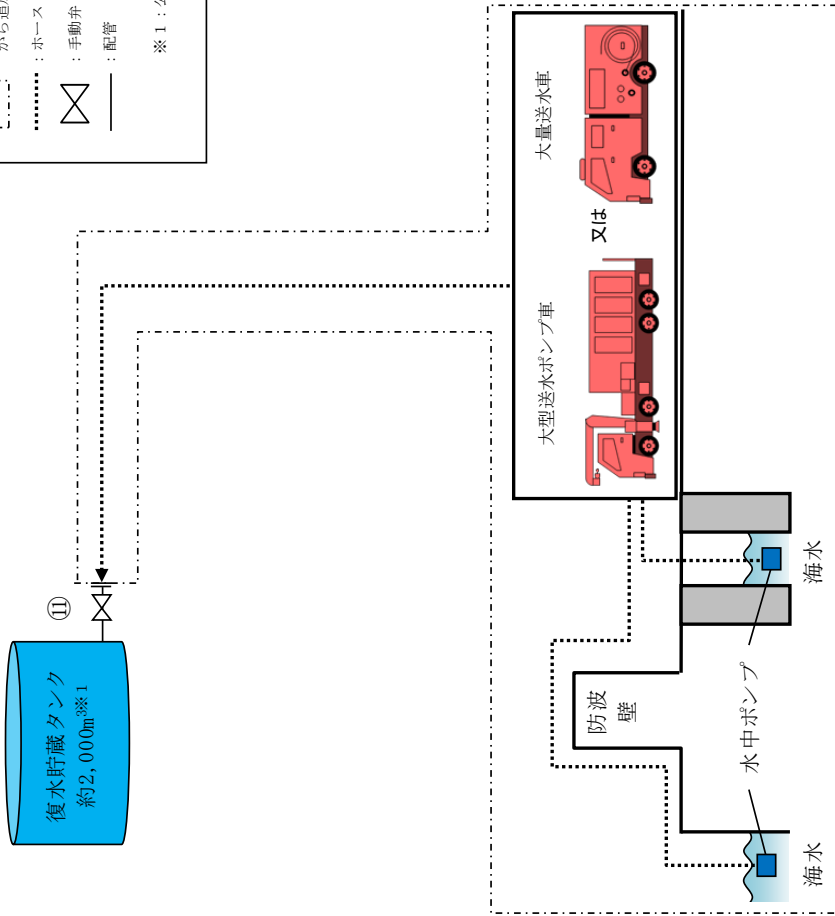 ：ホース
：手動弁
：配管
大量送水車
又は
大型送水ポンプ車
⑪
復水貯蔵タンク
約2,000m³※1
防波
壁
水中ポンプ
海水
海水